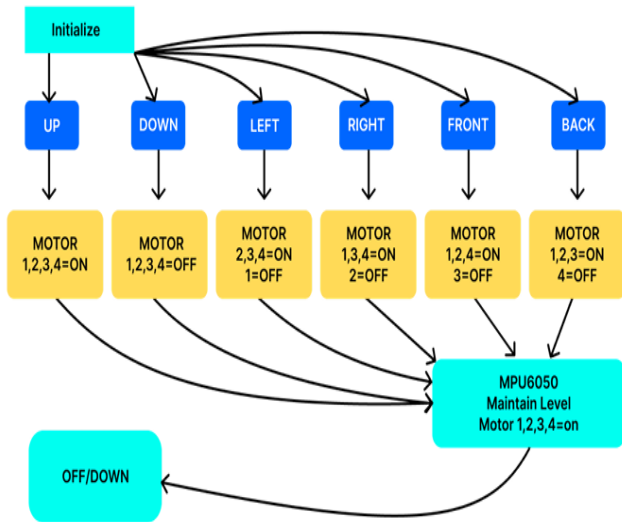 Initialize
UP
DOWN
LEFT
RIGHT
FRONT
BACK
MOTOR
1,2,3,4=ON
MOTOR
1,2,3,4=OFF
MOTOR
2,3,4=ON
1=OFF
MOTOR
1,3,4=ON
2=OFF
MOTOR
1,2,4=ON
3=OFF
MOTOR
1,2,3=ON
4=OFF
MPU6050
Maintain Level
Motor 1,2,3,4=on
OFF/DOWN